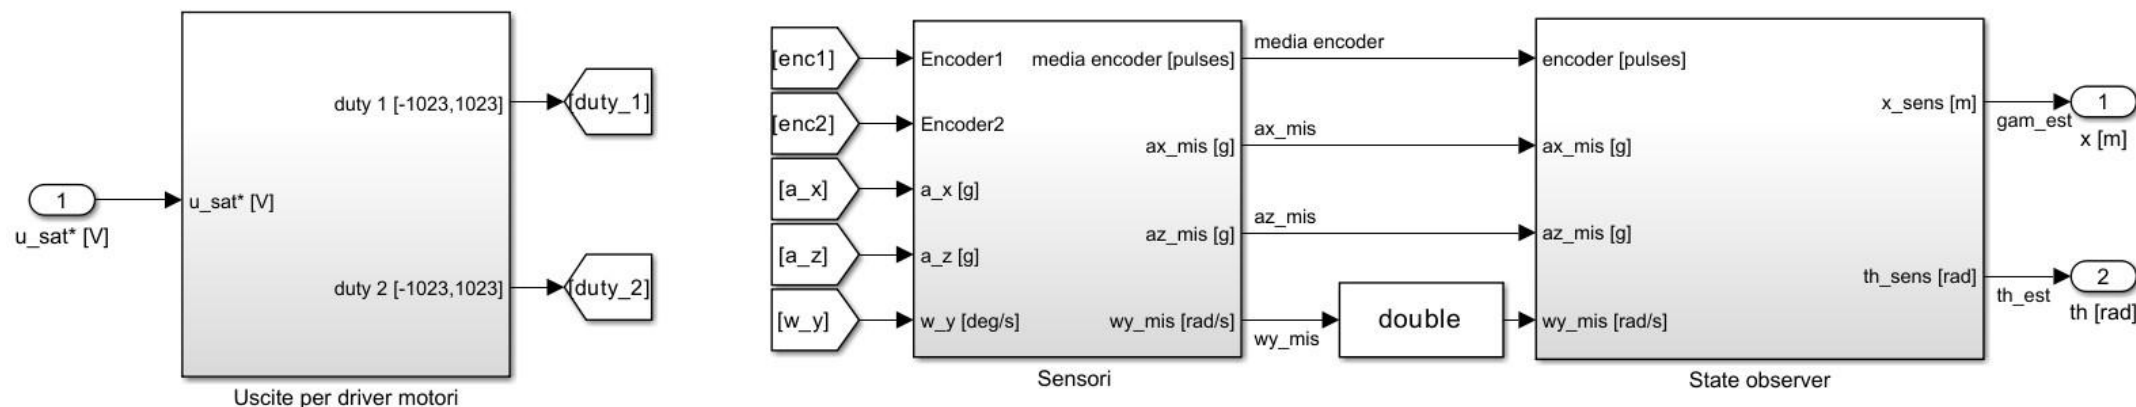 1
u_sat* [V]
u_sat* [V]
duty 1 [-1023,1023]
duty 2 [-1023,1023]
Uscite per driver motori
[duty_1]
[duty_2]
[enc1]
[enc2]
[a_x]
[a_z]
[w_y]
Encoder1
Encoder2
a_x [g]
a_z [g]
w_y [deg/s]
media encoder [pulses]
ax_mis [g]
az_mis [g]
wy_mis [rad/s]
Sensori
media encoder
ax_mis
az_mis
wy_mis
double
encoder [pulses]
ax_mis [g]
az_mis [g]
wy_mis [rad/s]
x_sens [m]
th_sens [rad]
State observer
gam_est
th_est
1
x [m]
2
th [rad]